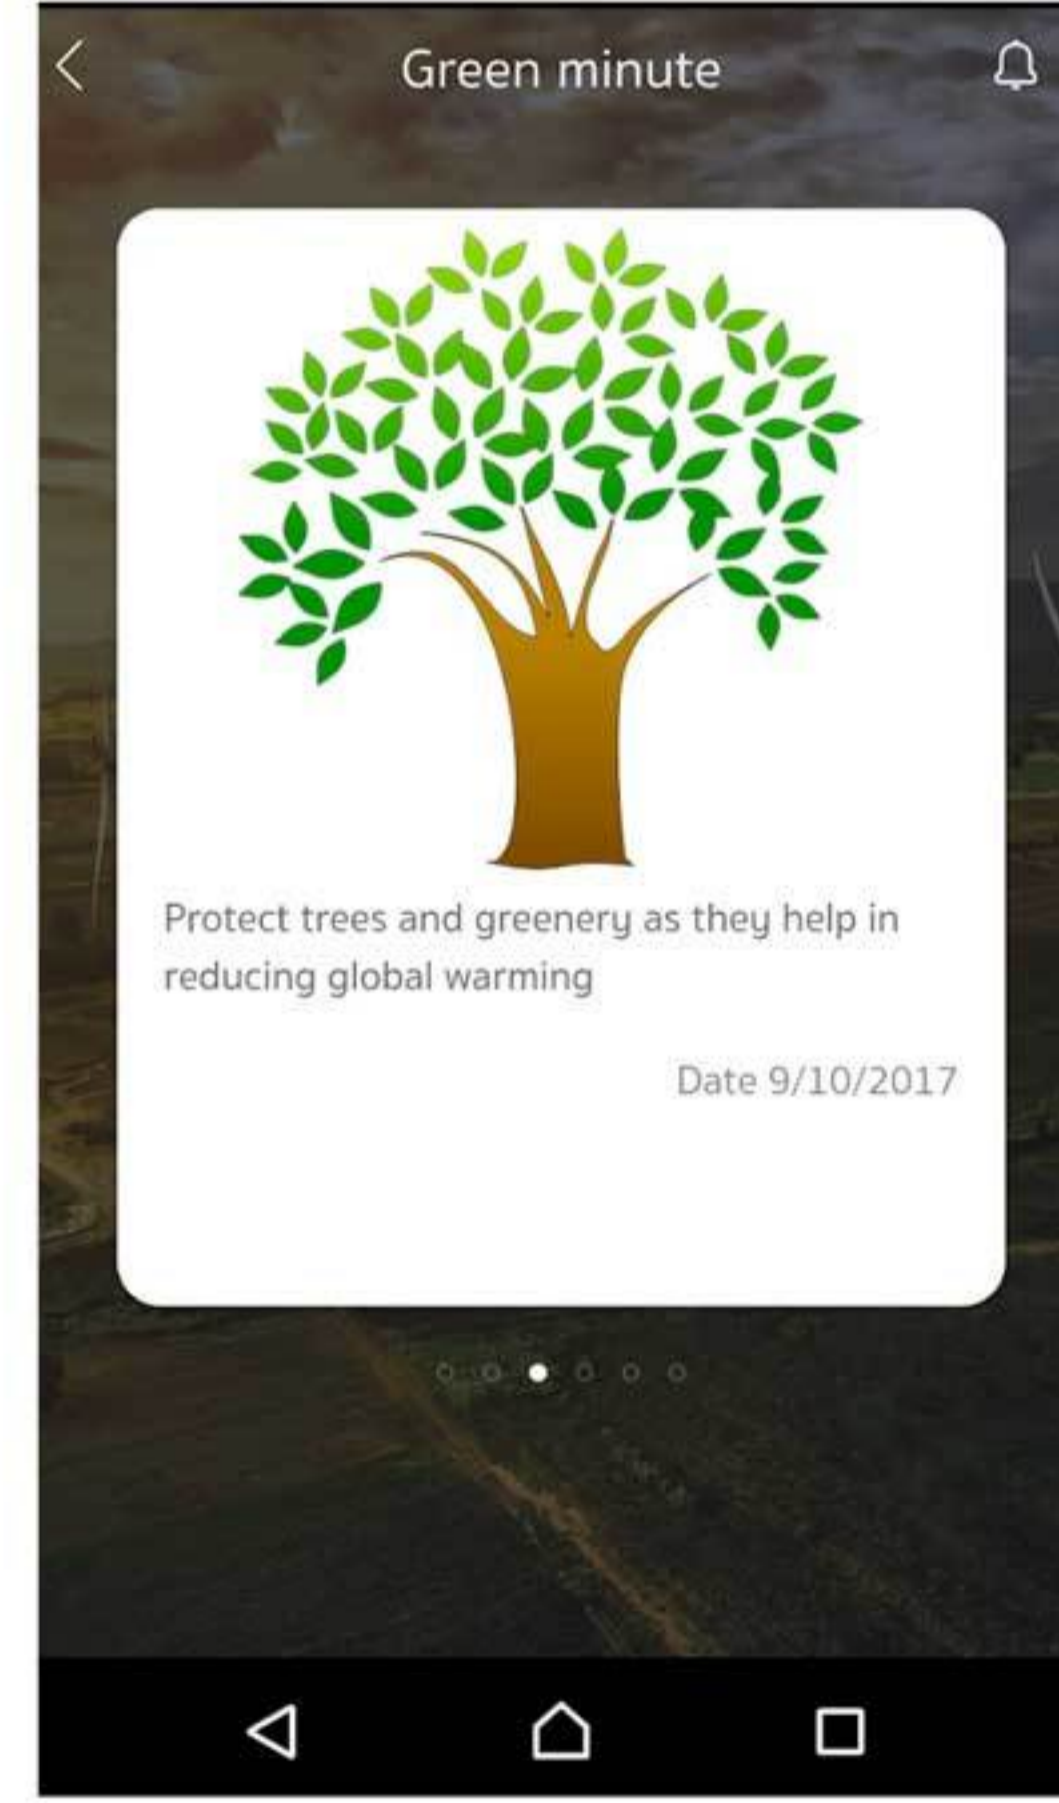 Green minute
Protect trees and greenery as they help in
reducing global warming
Date 9/10/2017